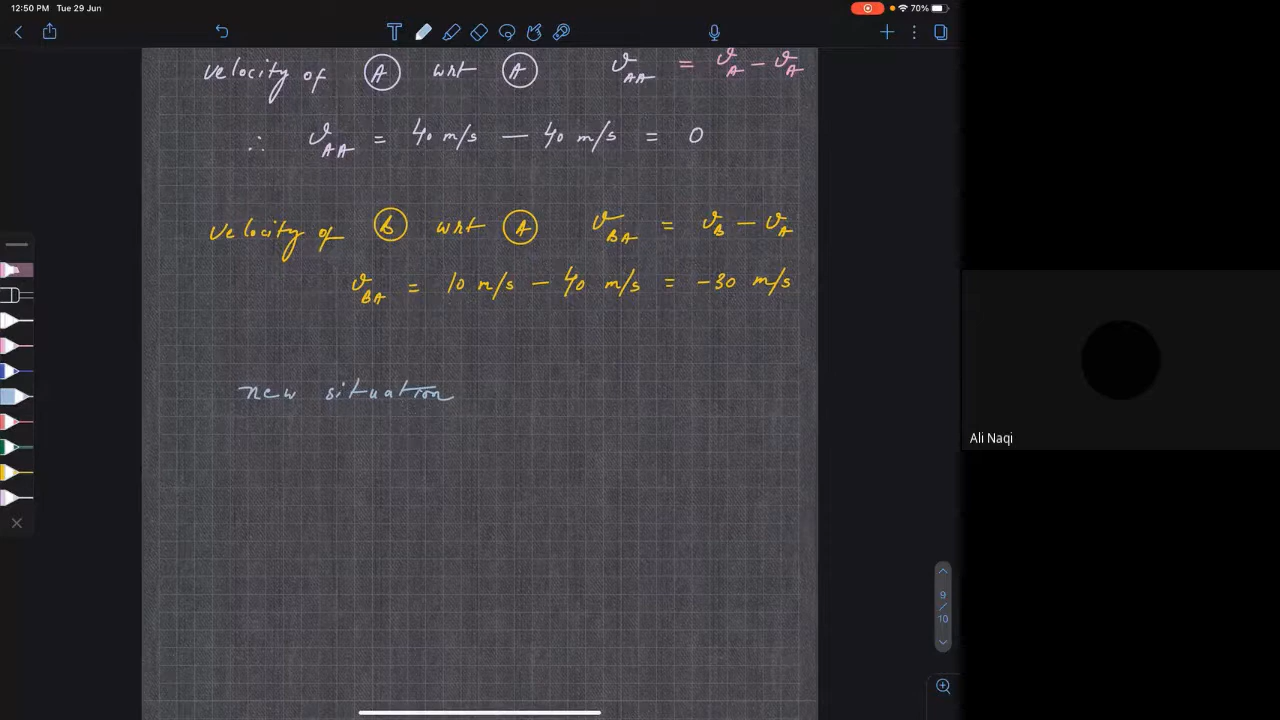 12:50 PM Tue 29 Jun
70%
velocity of A wrt A v_AA = v_A - v_A
∴ v_AA = 40 m/s — 40 m/s = 0
velocity of B wrt A v_BA = v_B - v_A
v_BA = 10 m/s - 40 m/s = -30 m/s
new situation
Ali Naqi
9
/
10